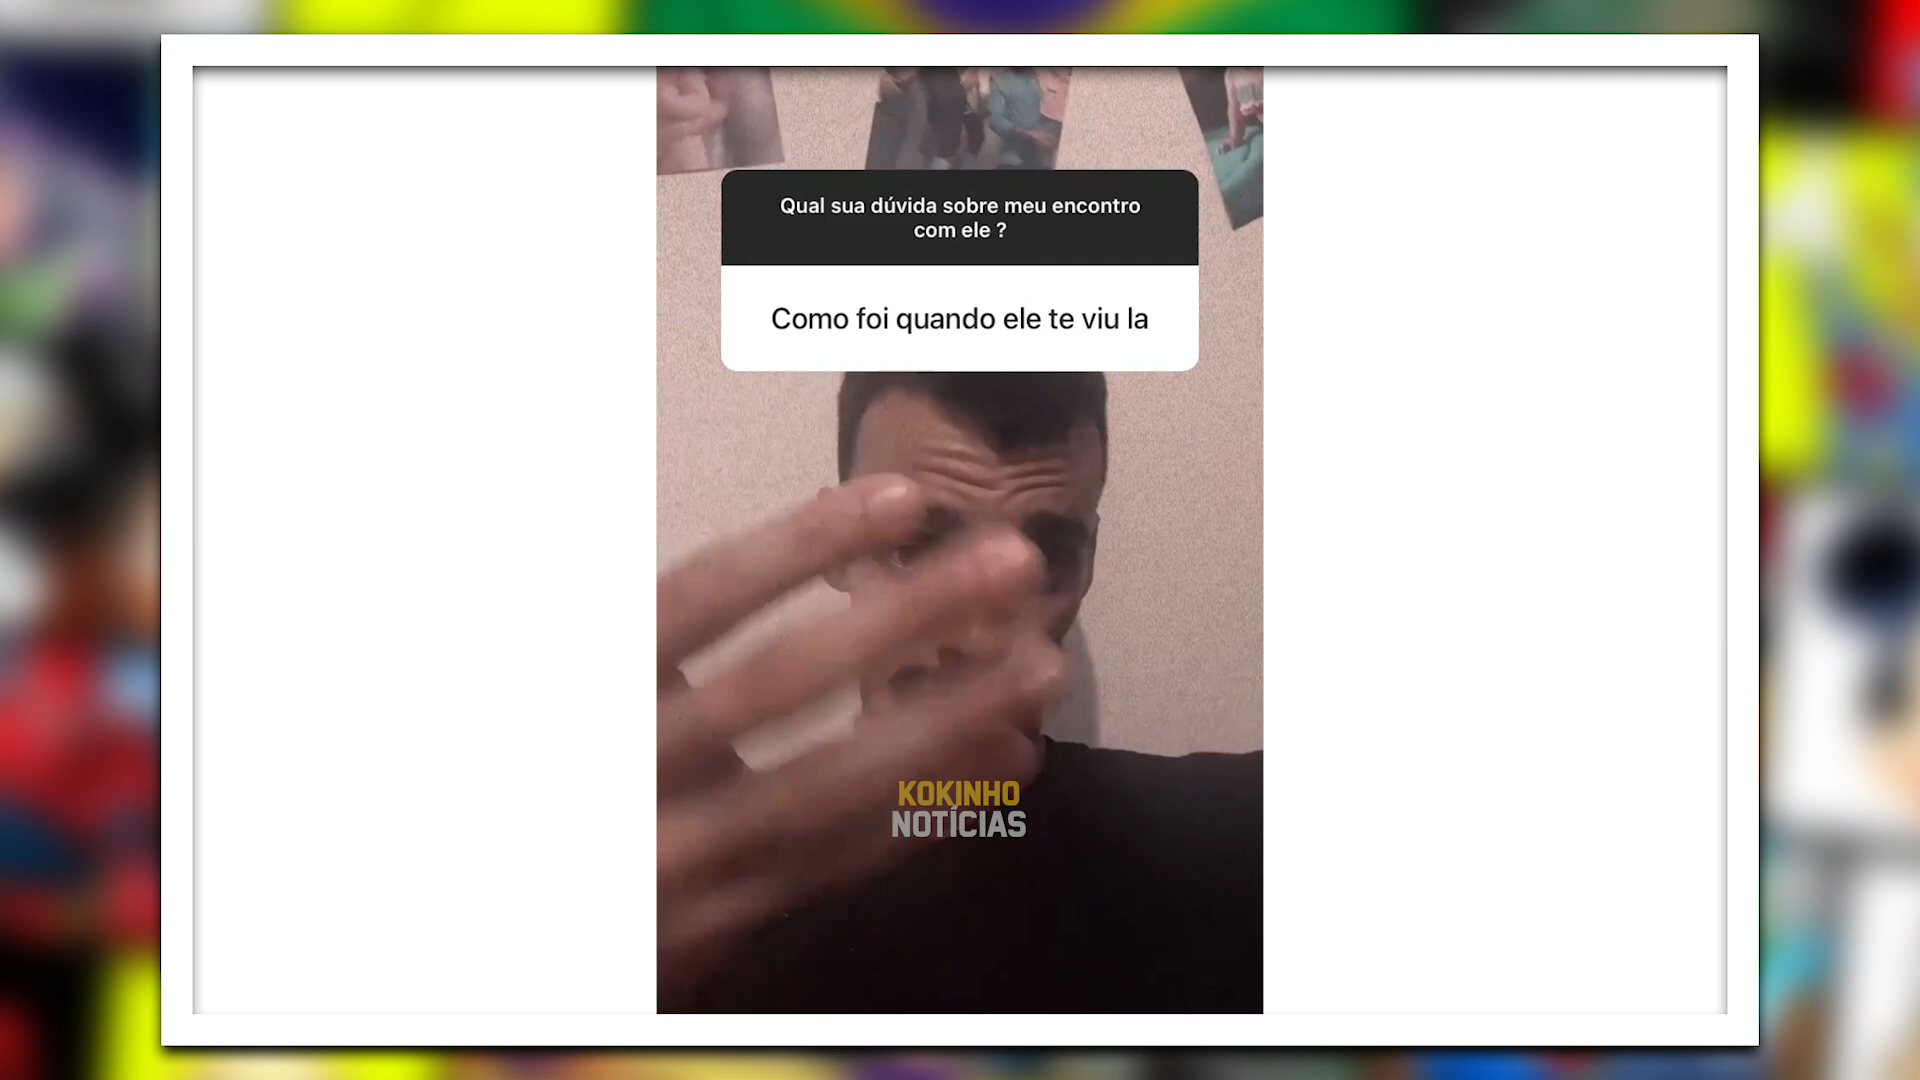 Qual sua dúvida sobre meu encontro
com ele ?
Como foi quando ele te viu la
KOKINHO
NOTÍCIAS